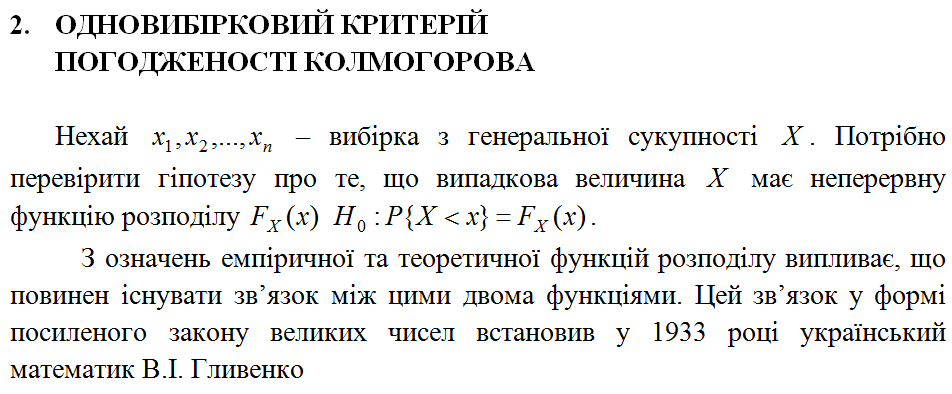 2. ОДНОВИБІРКОВИЙ КРИТЕРІЙ
ПОГОДЖЕНОСТІ КОЛМОГОРОВА
Нехай x₁,x₂,...,xₙ – вибірка з генеральної сукупності X . Потрібно
перевірити гіпотезу про те, що випадкова величина X має неперервну
функцію розподілу F_X(x) H₀ : P{X < x} = F_X(x).
З означень емпіричної та теоретичної функцій розподілу випливає, що
повинен існувати зв’язок між цими двома функціями. Цей зв’язок у формі
посиленого закону великих чисел встановив у 1933 році український
математик В.І. Гливенко